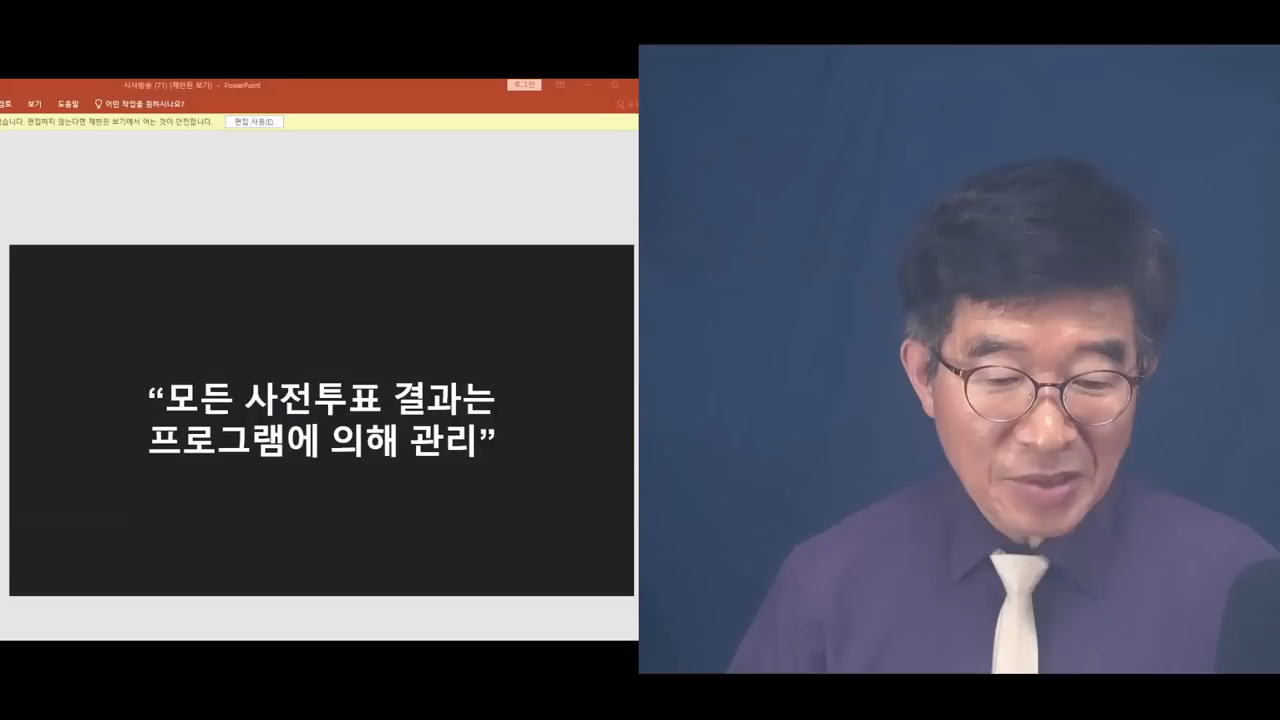 시사방송 (71) [제한된 보기] - PowerPoint
로그인
검토 보기 도움말 어떤 작업을 원하시나요?
편집하지 않는다면 제한된 보기에서 여는 것이 안전합니다. 편집 사용(E)
“모든 사전투표 결과는
프로그램에 의해 관리”